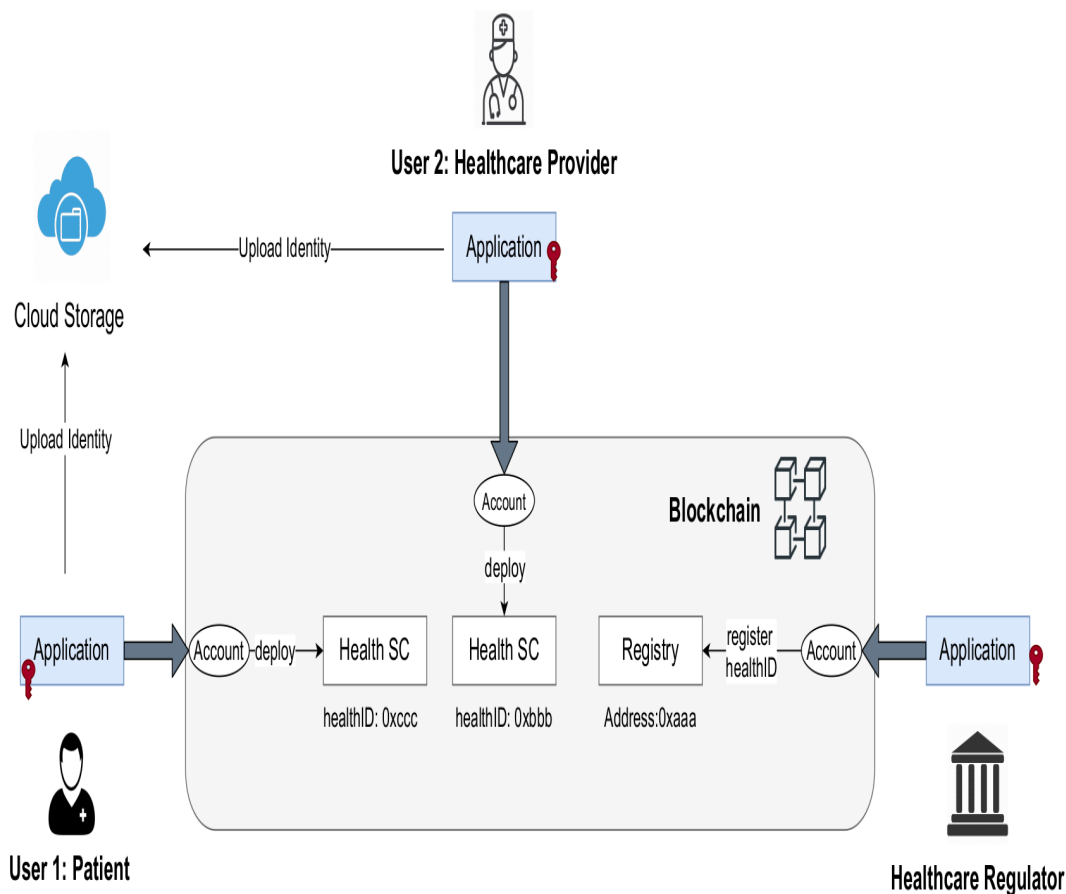 User 2: Healthcare Provider
Application
Upload Identity
Cloud Storage
Upload Identity
Account
Blockchain
deploy
Application
Account
deploy
Health SC
Health SC
Registry
register
healthID
Account
Application
healthID: 0xccc
healthID: 0xbbb
Address:0xaaa
User 1: Patient
Healthcare Regulator